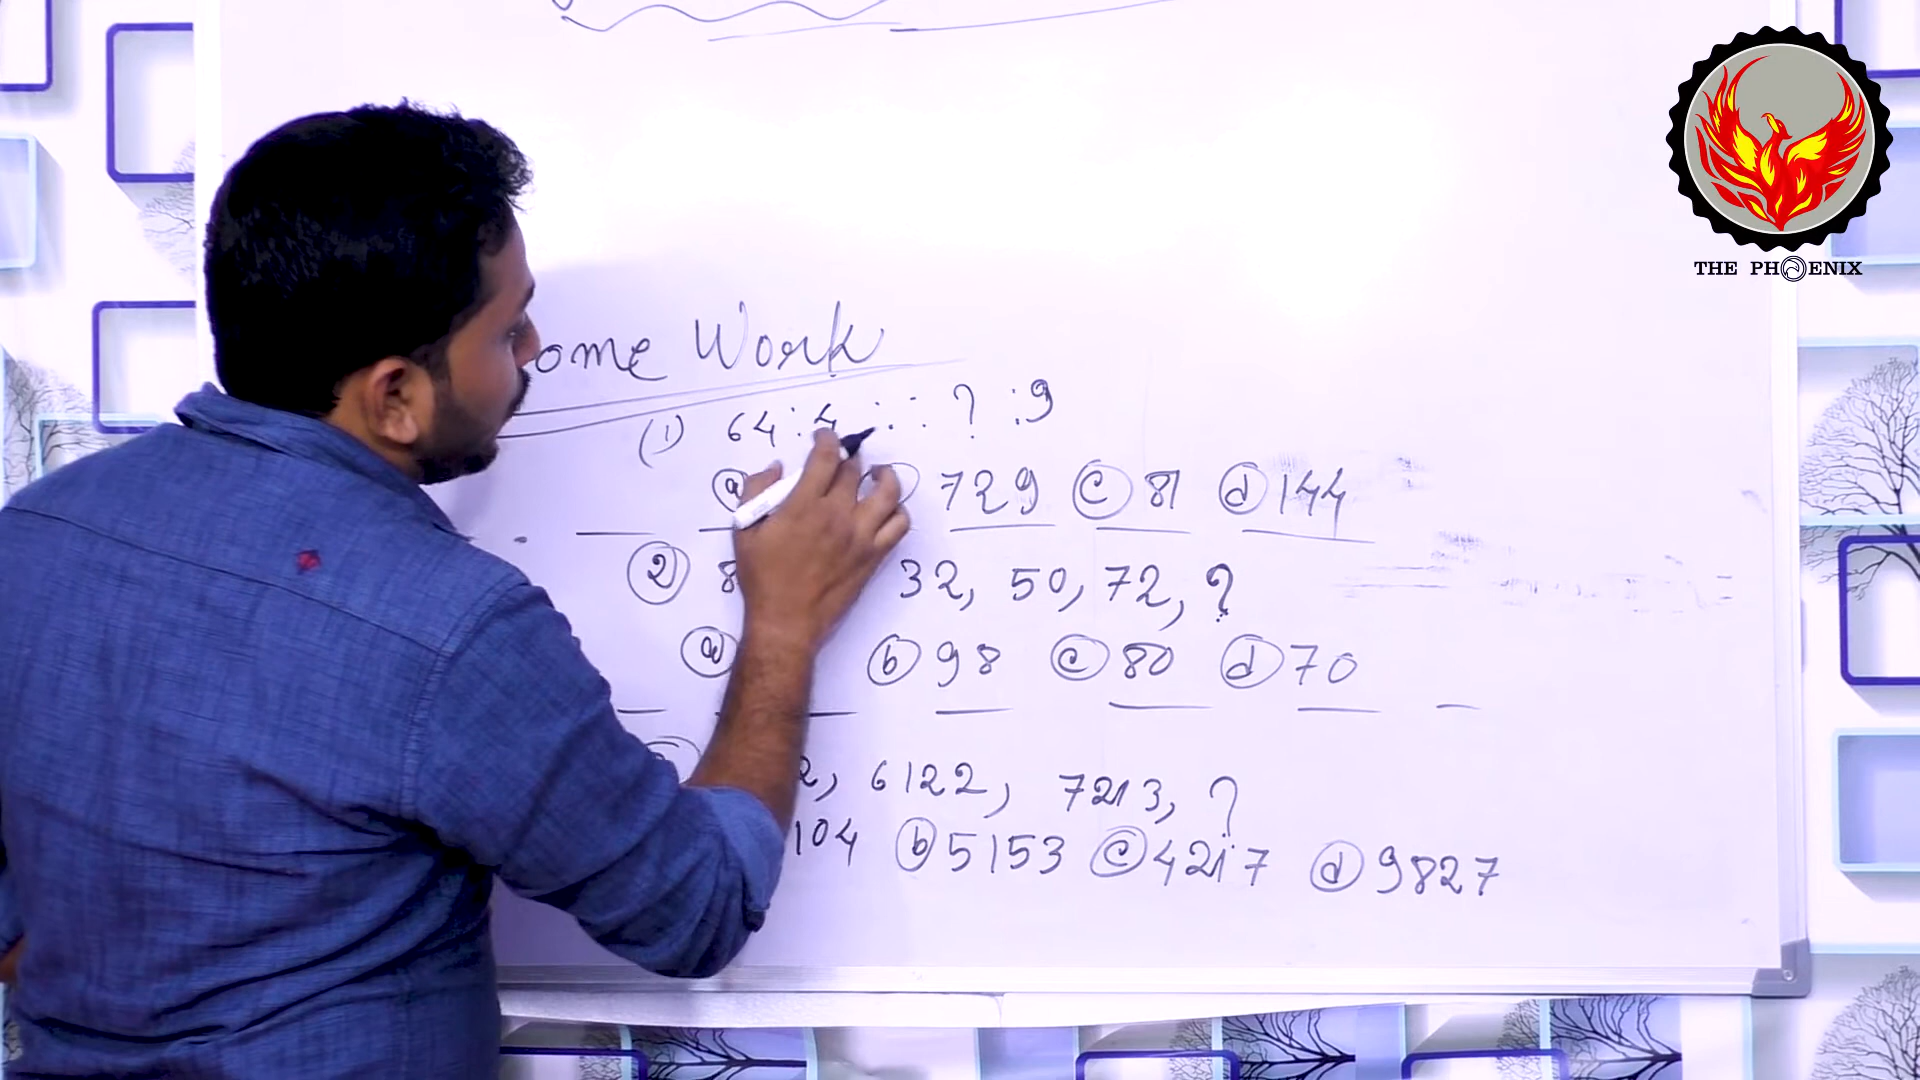 THE PHOENIX
ome Work
(1) 64 : 4 :: ? : 9
(a) 729 (c) 81 (d) 144
(2) 8 32, 50, 72, ?
(a) (b) 98 (c) 80 (d) 70
2, 6122, 7213, ?
104 (b) 5153 (c) 4217 (d) 9827